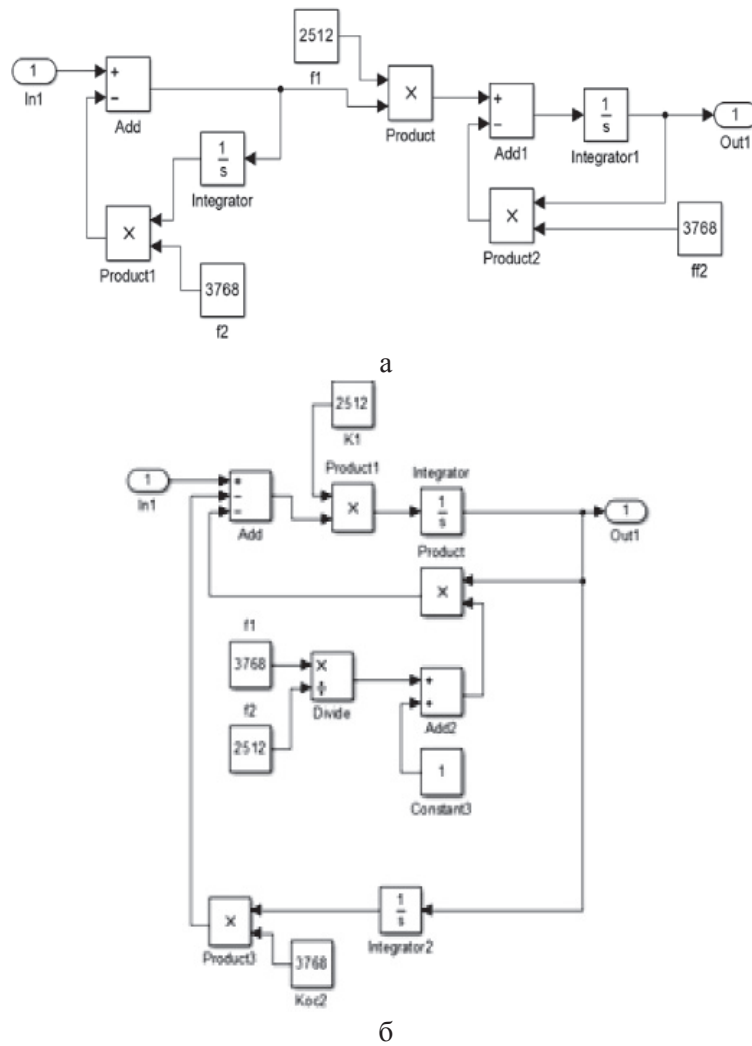 2512
f1
1
In1
+
−
Add
×
Product
+
−
Add1
1
s
Integrator1
1
Out1
1
s
Integrator
×
Product1
3768
f2
×
Product2
3768
ff2
а
2512
K1
1
In1
+
−
−
Add
Product1
×
Integrator
1
s
1
Out1
Product
×
f1
3768
f2
2512
×
÷
Divide
+
+
Add2
1
Constant3
×
Product3
1
s
Integrator2
3768
Koc2
б